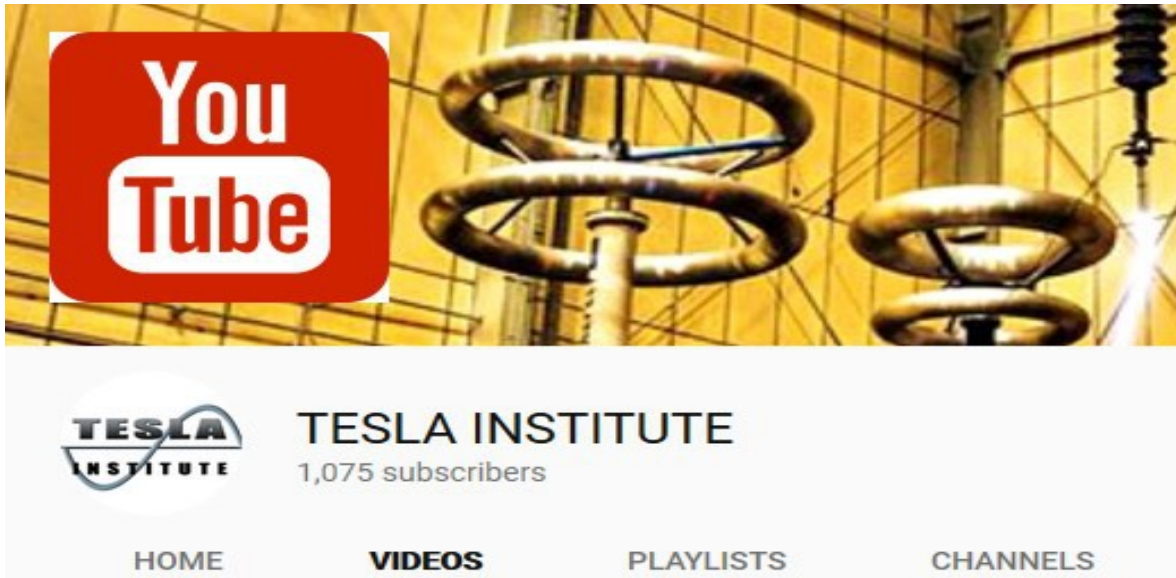 You
Tube
TESLA
INSTITUTE
TESLA INSTITUTE
1,075 subscribers
HOME VIDEOS PLAYLISTS CHANNELS